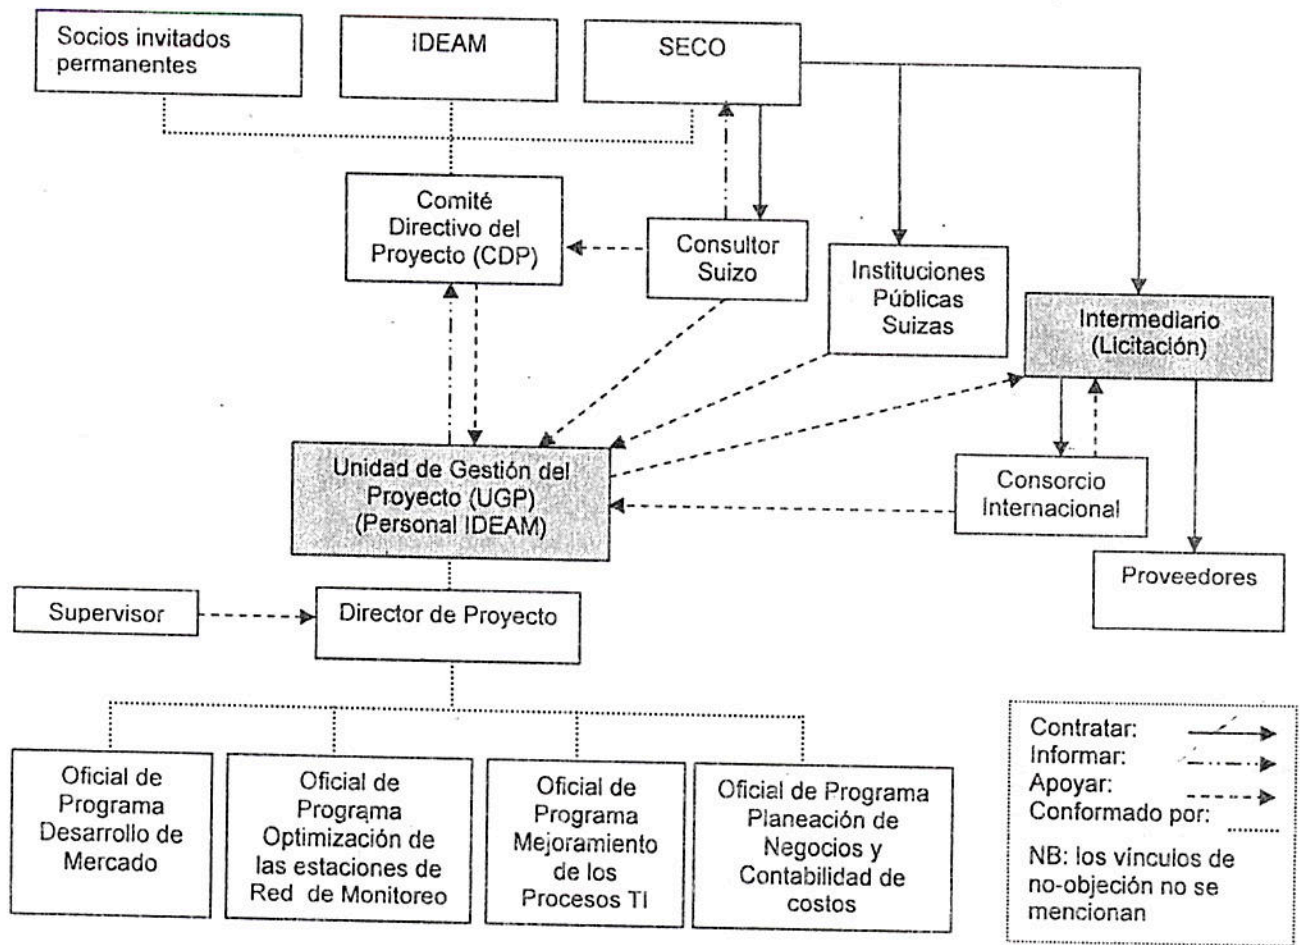 Socios invitados
permanentes
IDEAM
SECO
Comité
Directivo del
Proyecto (CDP)
Consultor
Suizo
Instituciones
Públicas
Suizas
Intermediario
(Licitación)
Unidad de Gestión del
Proyecto (UGP)
(Personal IDEAM)
Consorcio
Internacional
Proveedores
Supervisor
Director de Proyecto
Oficial de
Programa
Desarrollo de
Mercado
Oficial de
Programa
Optimización de
las estaciones de
Red de Monitoreo
Oficial de
Programa
Mejoramiento
de los
Procesos TI
Oficial de Programa
Planeación de
Negocios y
Contabilidad de
costos
Contratar:
Informar:
Apoyar:
Conformado por:
NB: los vínculos de
no-objeción no se
mencionan